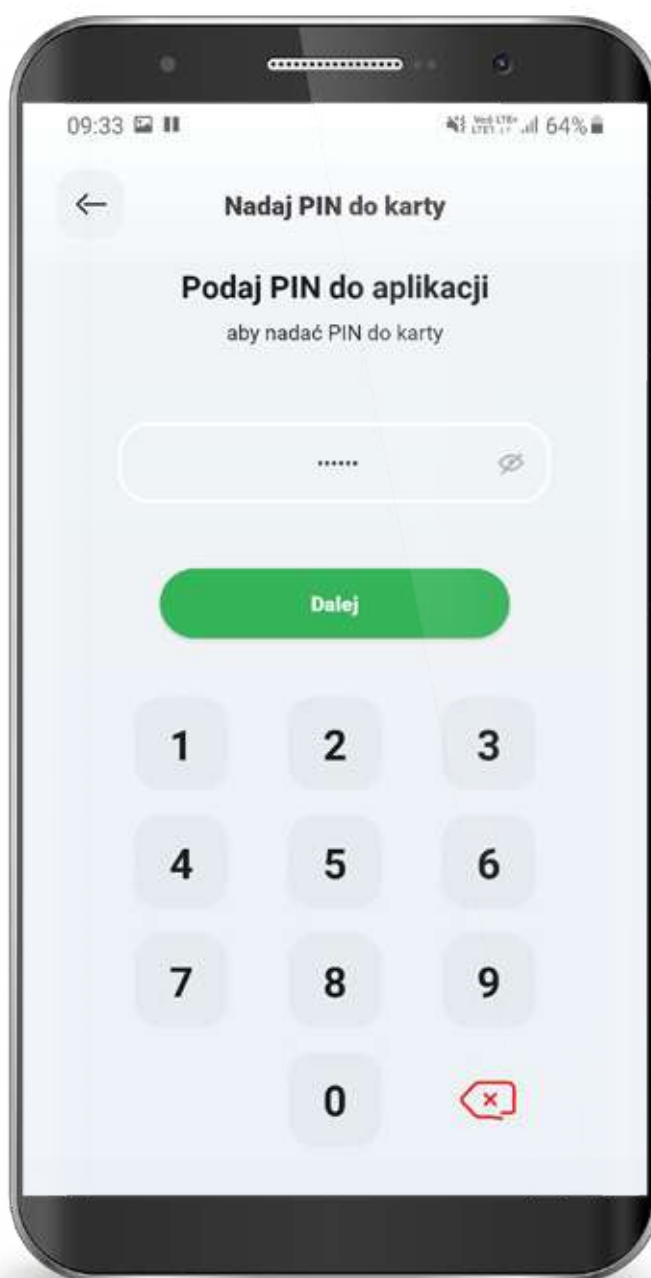 09:33 64%
Nadaj PIN do karty
Podaj PIN do aplikacji
aby nadać PIN do karty
••••••
Dalej
1 2 3
4 5 6
7 8 9
0